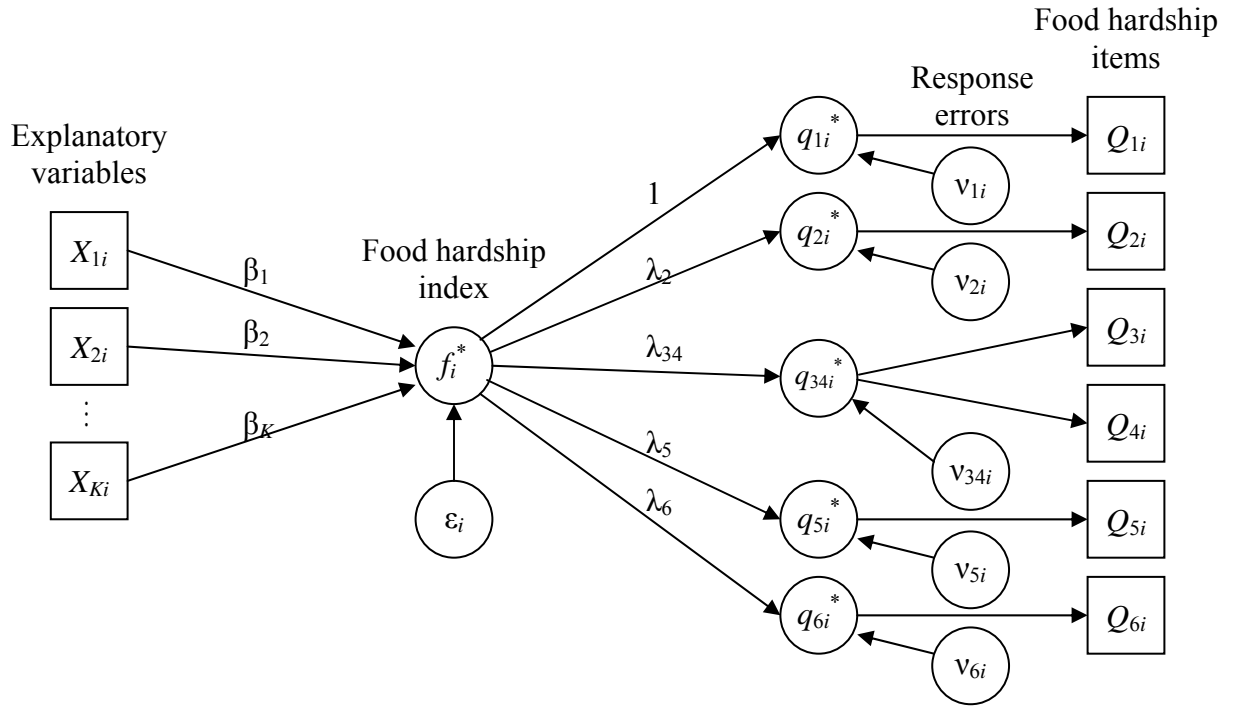 Explanatory
variables
X1i
X2i
⋮
XKi
β1
β2
βK
Food hardship
index
fi*
εi
1
λ2
λ34
λ5
λ6
q1i*
q2i*
q34i*
q5i*
q6i*
Response
errors
ν1i
ν2i
ν34i
ν5i
ν6i
Food hardship
items
Q1i
Q2i
Q3i
Q4i
Q5i
Q6i